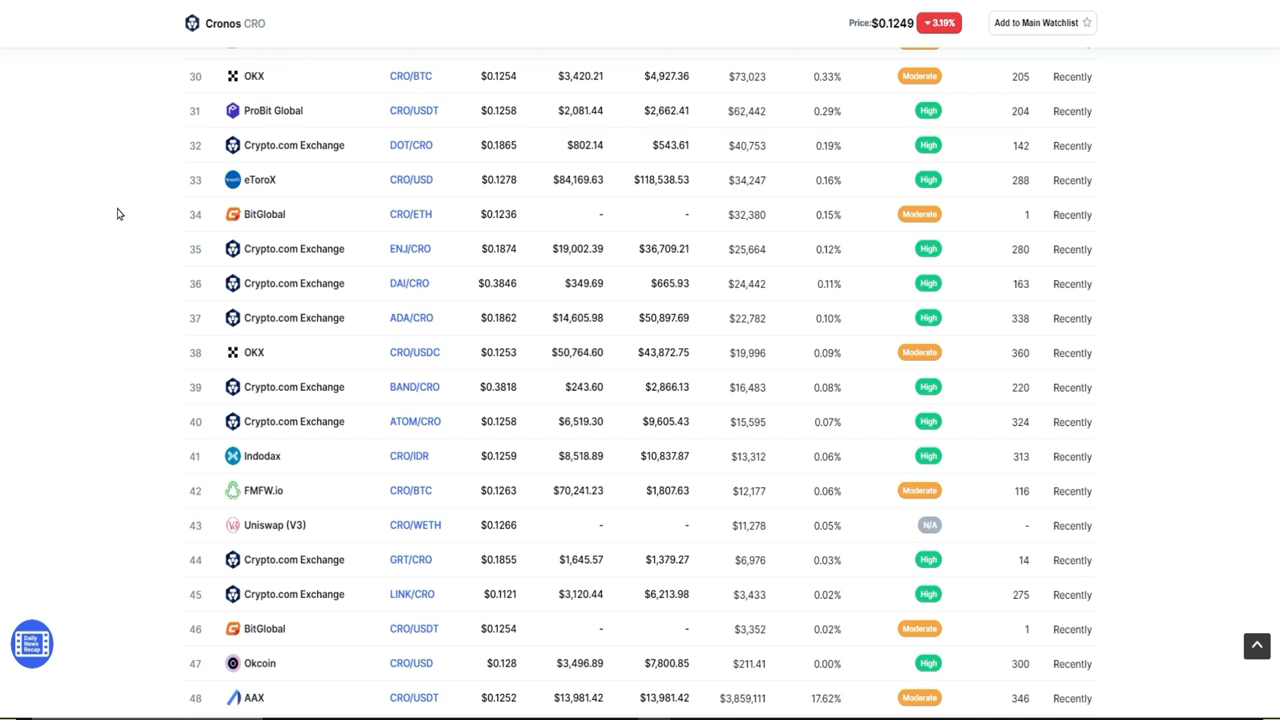 Cronos CRO Price:$0.1249 3.19% Add to Main Watchlist
30 OKX CRO/BTC $0.1254 $3,420.21 $4,927.36 $73,023 0.33% Moderate 205 Recently
31 ProBit Global CRO/USDT $0.1258 $2,081.44 $2,662.41 $62,442 0.29% High 204 Recently
32 Crypto.com Exchange DOT/CRO $0.1865 $802.14 $543.61 $40,753 0.19% High 142 Recently
33 eToroX CRO/USD $0.1278 $84,169.63 $118,538.53 $34,247 0.16% High 288 Recently
34 BitGlobal CRO/ETH $0.1236 - - $32,380 0.15% Moderate 1 Recently
35 Crypto.com Exchange ENJ/CRO $0.1874 $19,002.39 $36,709.21 $25,664 0.12% High 280 Recently
36 Crypto.com Exchange DAI/CRO $0.3846 $349.69 $665.93 $24,442 0.11% High 163 Recently
37 Crypto.com Exchange ADA/CRO $0.1862 $14,605.98 $50,897.69 $22,782 0.10% High 338 Recently
38 OKX CRO/USDC $0.1253 $50,764.60 $43,872.75 $19,996 0.09% Moderate 360 Recently
39 Crypto.com Exchange BAND/CRO $0.3818 $243.60 $2,866.13 $16,483 0.08% High 220 Recently
40 Crypto.com Exchange ATOM/CRO $0.1258 $6,519.30 $9,605.43 $15,595 0.07% High 324 Recently
41 Indodax CRO/IDR $0.1259 $8,518.89 $10,837.87 $13,312 0.06% High 313 Recently
42 FMFW.io CRO/BTC $0.1263 $70,241.23 $1,807.63 $12,177 0.06% Moderate 116 Recently
43 Uniswap (V3) CRO/WETH $0.1266 - - $11,278 0.05% N/A - Recently
44 Crypto.com Exchange GRT/CRO $0.1855 $1,645.57 $1,379.27 $6,976 0.03% High 14 Recently
45 Crypto.com Exchange LINK/CRO $0.1121 $3,120.44 $6,213.98 $3,433 0.02% High 275 Recently
46 BitGlobal CRO/USDT $0.1254 - - $3,352 0.02% Moderate 1 Recently
Daily
News
Recap
47 Okcoin CRO/USD $0.128 $3,496.89 $7,800.85 $211.41 0.00% High 300 Recently
48 AAX CRO/USDT $0.1252 $13,981.42 $13,981.42 $3,859,111 17.62% Moderate 346 Recently